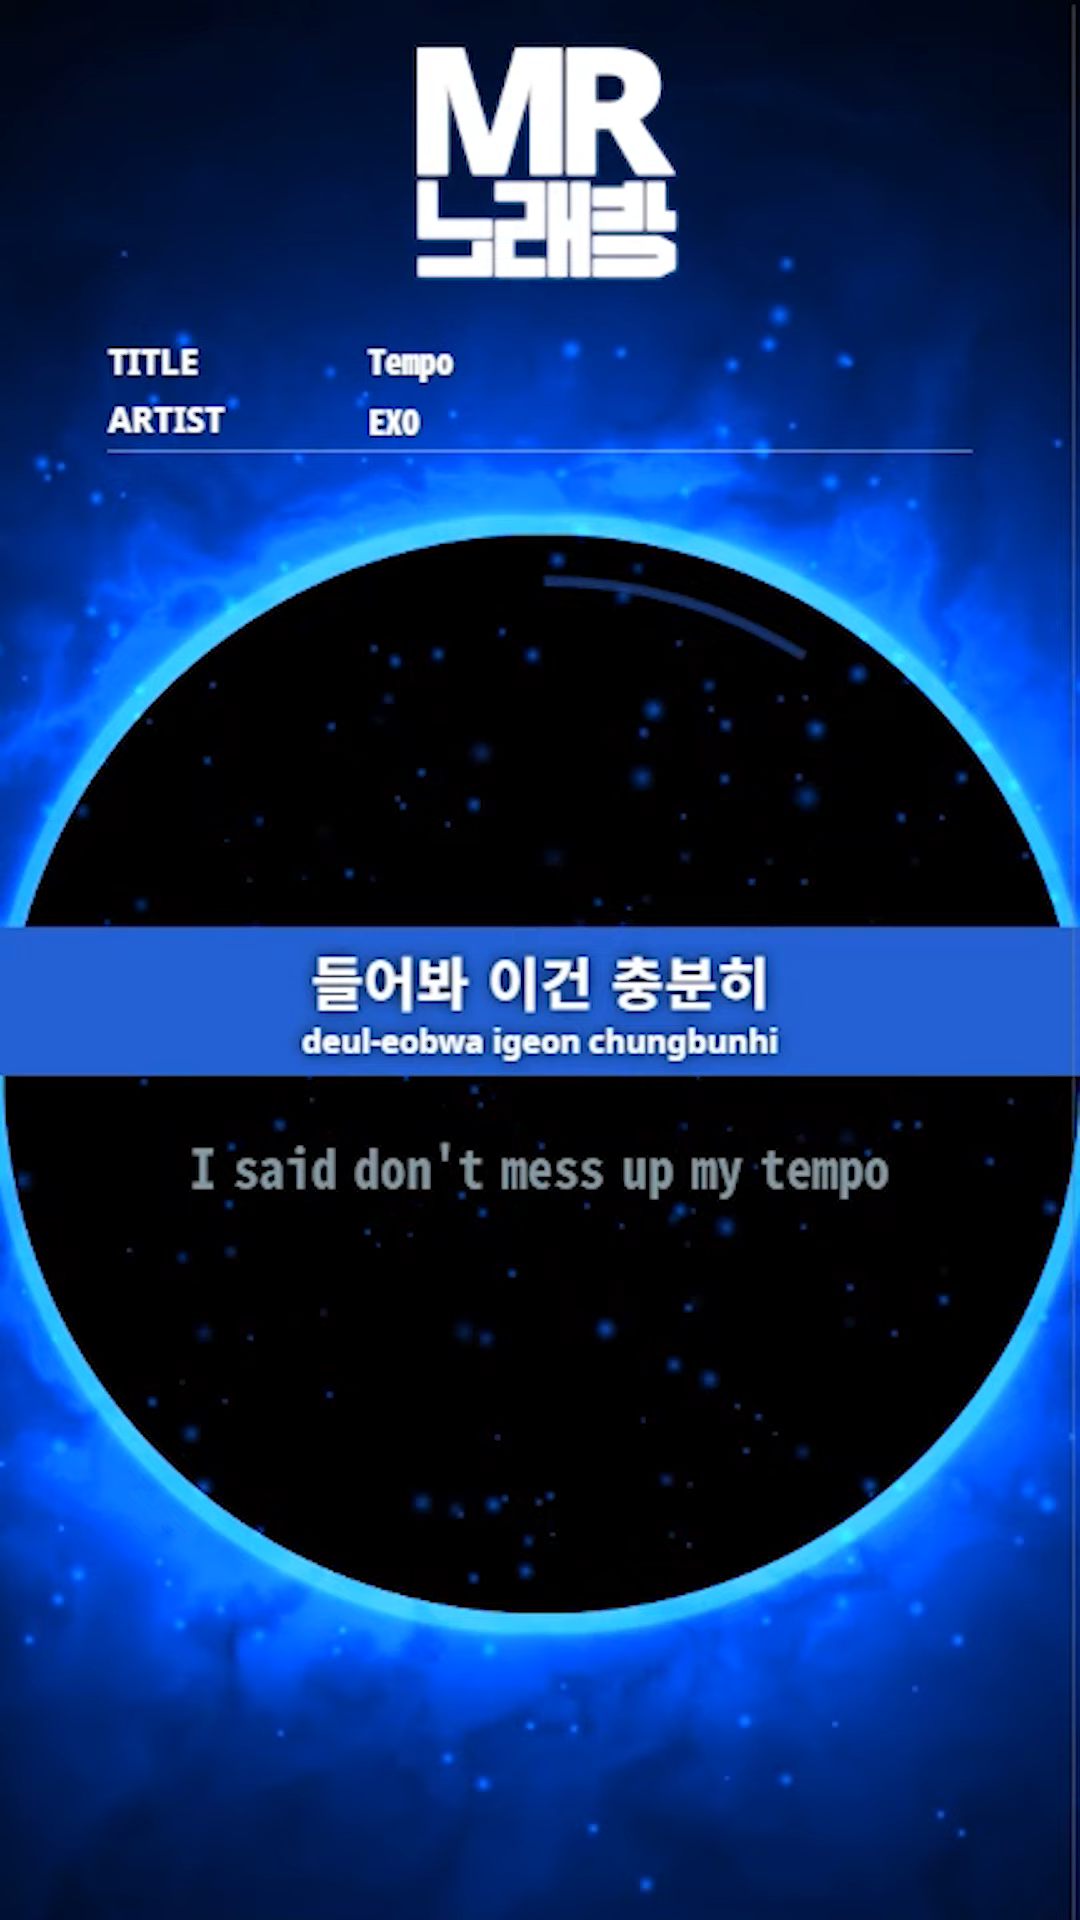 MR
노래방
TITLE Tempo
ARTIST EXO
들어봐 이건 충분히
deul-eobwa igeon chungbunhi
I said don't mess up my tempo